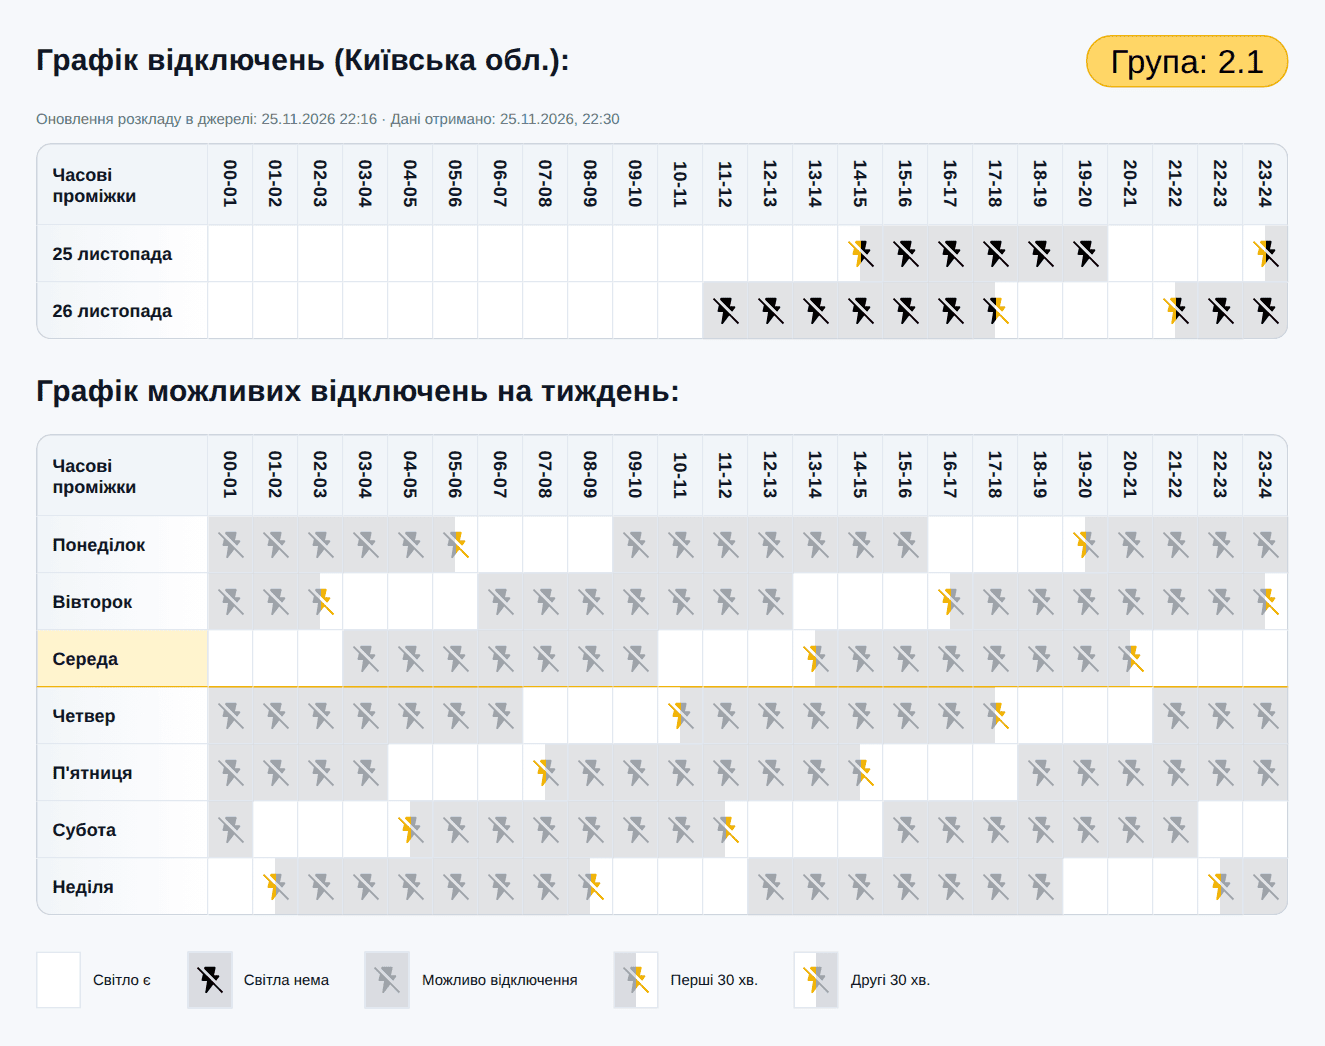 Графік відключень (Київська обл.):
Група: 2.1
Оновлення розкладу в джерелі: 25.11.2026 22:16 · Дані отримано: 25.11.2026, 22:30
Часові
проміжки
00-01 01-02 02-03 03-04 04-05 05-06 06-07 07-08 08-09 09-10 10-11 11-12 12-13 13-14 14-15 15-16 16-17 17-18 18-19 19-20 20-21 21-22 22-23 23-24
25 листопада
26 листопада
Графік можливих відключень на тиждень:
Часові
проміжки
00-01 01-02 02-03 03-04 04-05 05-06 06-07 07-08 08-09 09-10 10-11 11-12 12-13 13-14 14-15 15-16 16-17 17-18 18-19 19-20 20-21 21-22 22-23 23-24
Понеділок
Вівторок
Середа
Четвер
П'ятниця
Субота
Неділя
Світло є
Світла нема
Можливо відключення
Перші 30 хв.
Другі 30 хв.